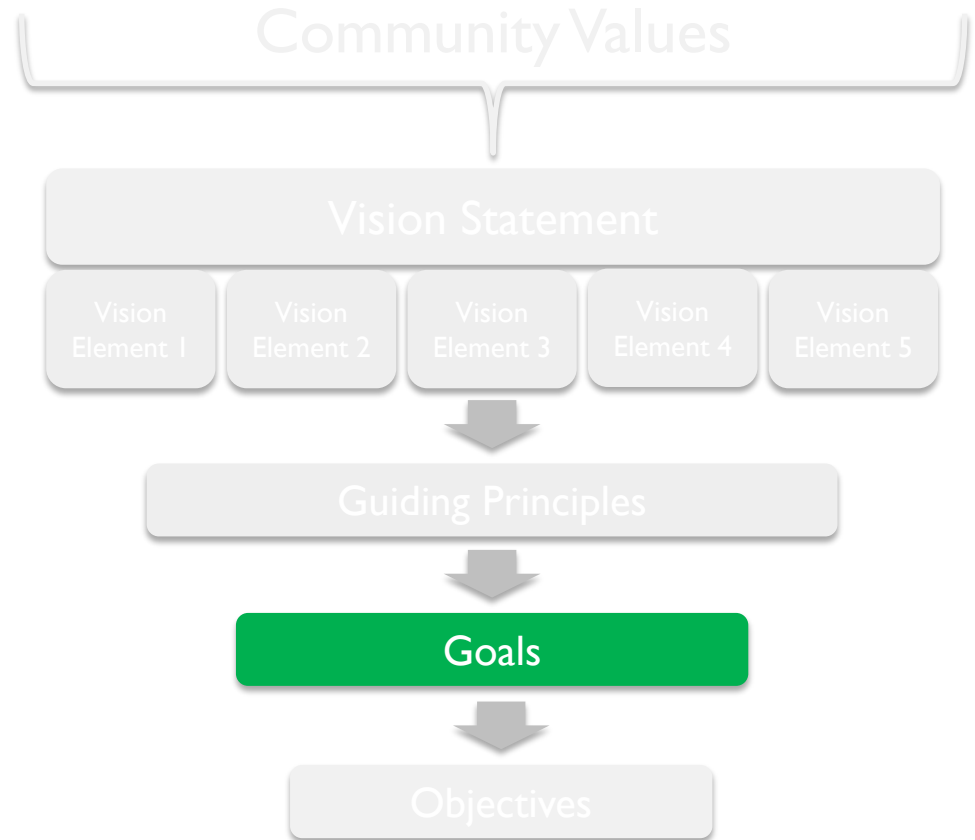 Community Values
Vision Statement
Vision
Element 1
Vision
Element 2
Vision
Element 3
Vision
Element 4
Vision
Element 5
Guiding Principles
Goals
Objectives